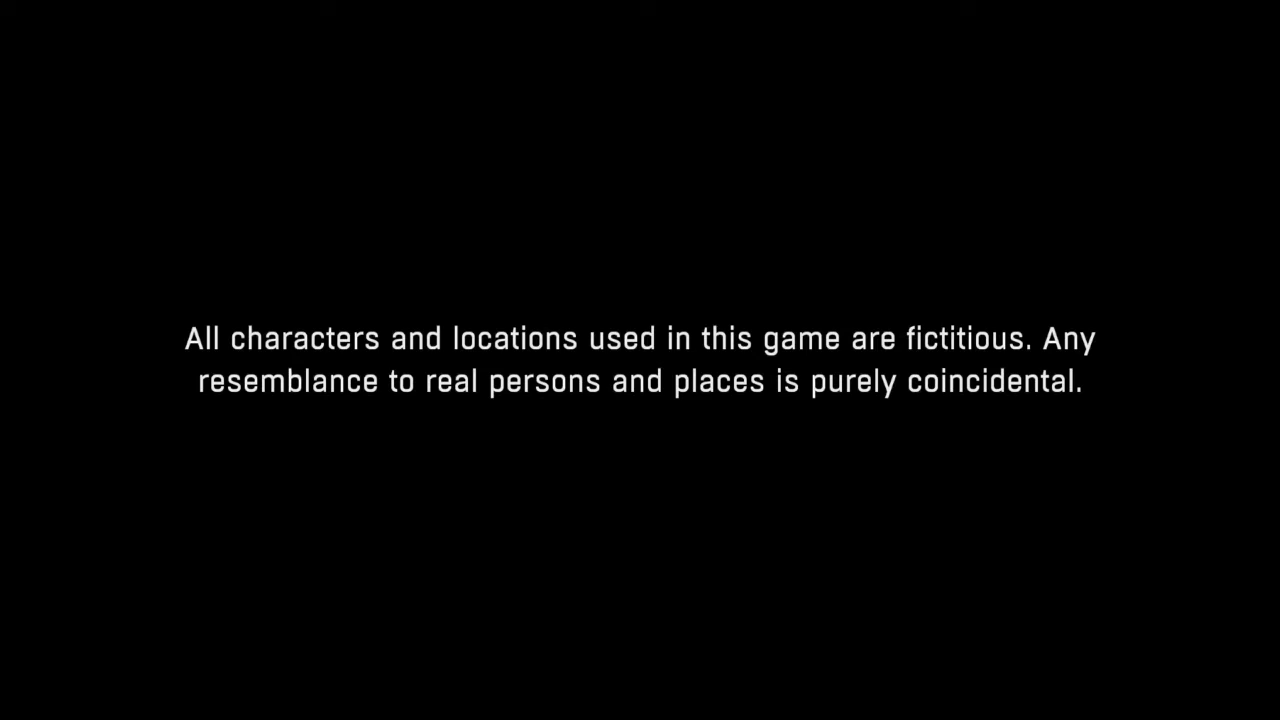 All characters and locations used in this game are fictitious. Any
resemblance to real persons and places is purely coincidental.